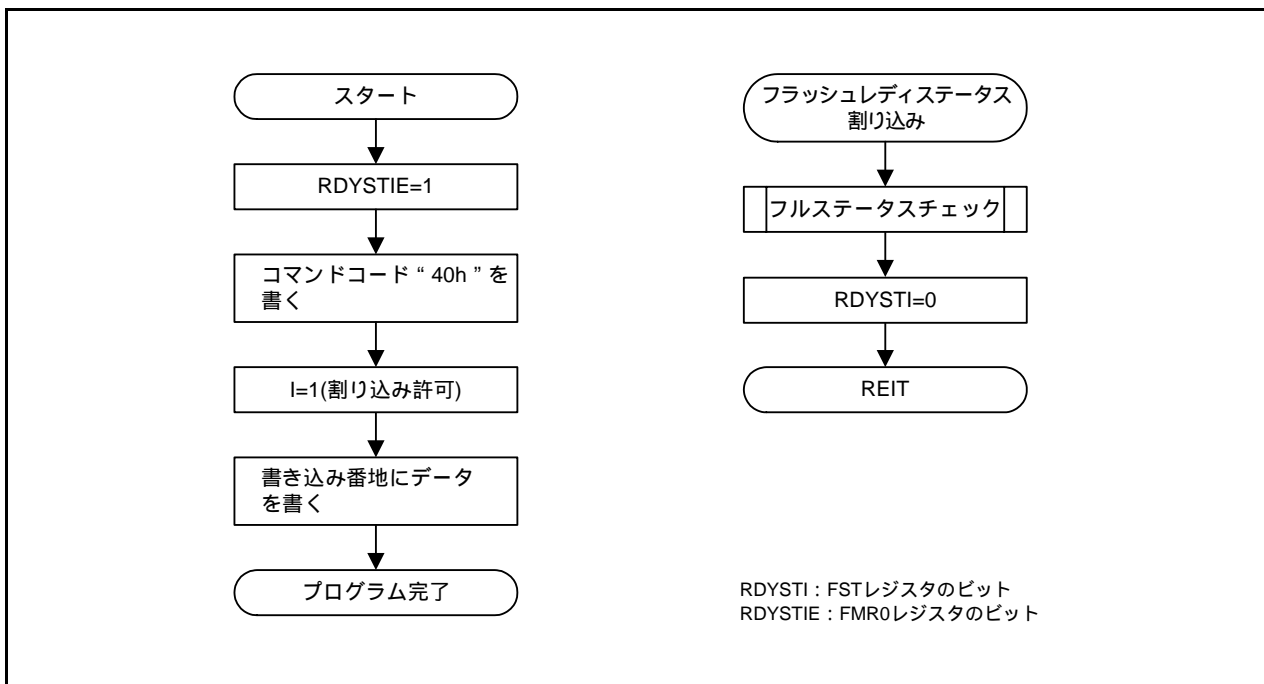 スタート
RDYSTIE=1
コマンドコード“ 40h ”を
書く
I=1(割り込み許可)
書き込み番地にデータ
を書く
プログラム完了
フラッシュレディステータス
割り込み
フルステータスチェック
RDYSTI=0
REIT
RDYSTI：FSTレジスタのビット
RDYSTIE：FMR0レジスタのビット